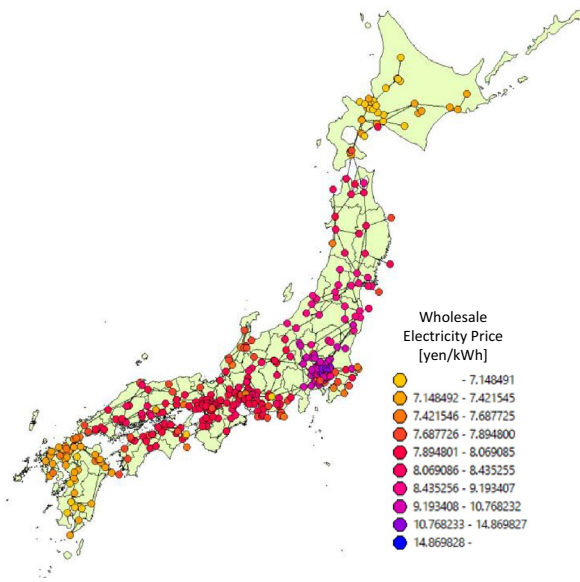 Wholesale
Electricity Price
[yen/kWh]
- 7.148491
7.148492 - 7.421545
7.421546 - 7.687725
7.687726 - 7.894800
7.894801 - 8.069085
8.069086 - 8.435255
8.435256 - 9.193407
9.193408 - 10.768232
10.768233 - 14.869827
14.869828 -